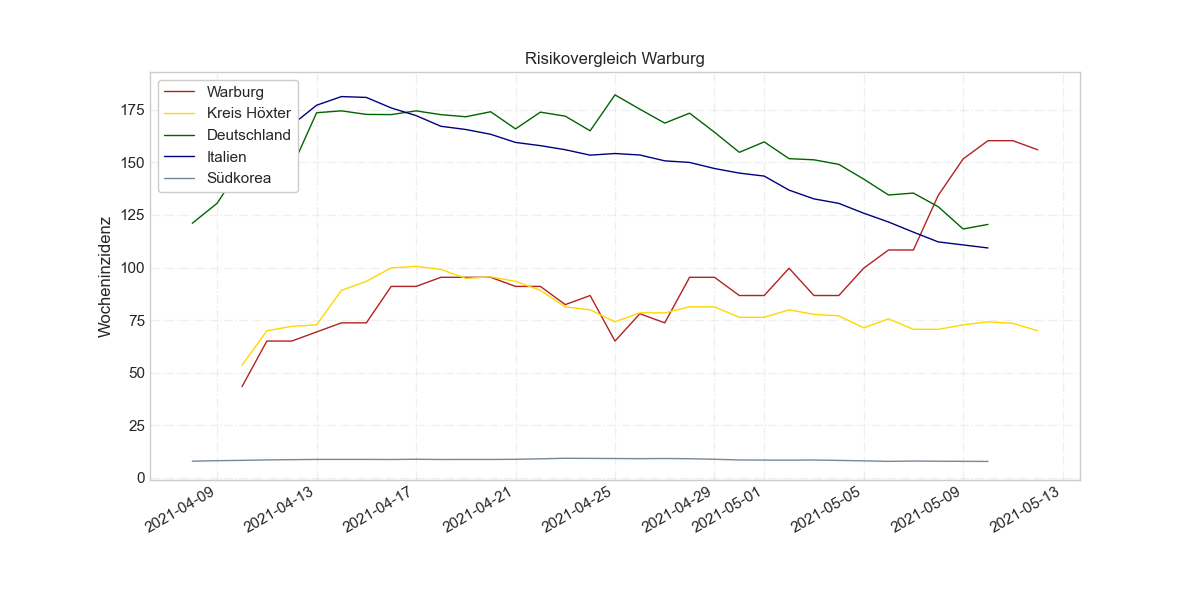 Risikovergleich Warburg
Warburg
Kreis Höxter
Deutschland
Italien
Südkorea
Wocheninzidenz
175
150
125
100
75
50
25
0
2021-04-09
2021-04-13
2021-04-17
2021-04-21
2021-04-25
2021-04-29
2021-05-01
2021-05-05
2021-05-09
2021-05-13